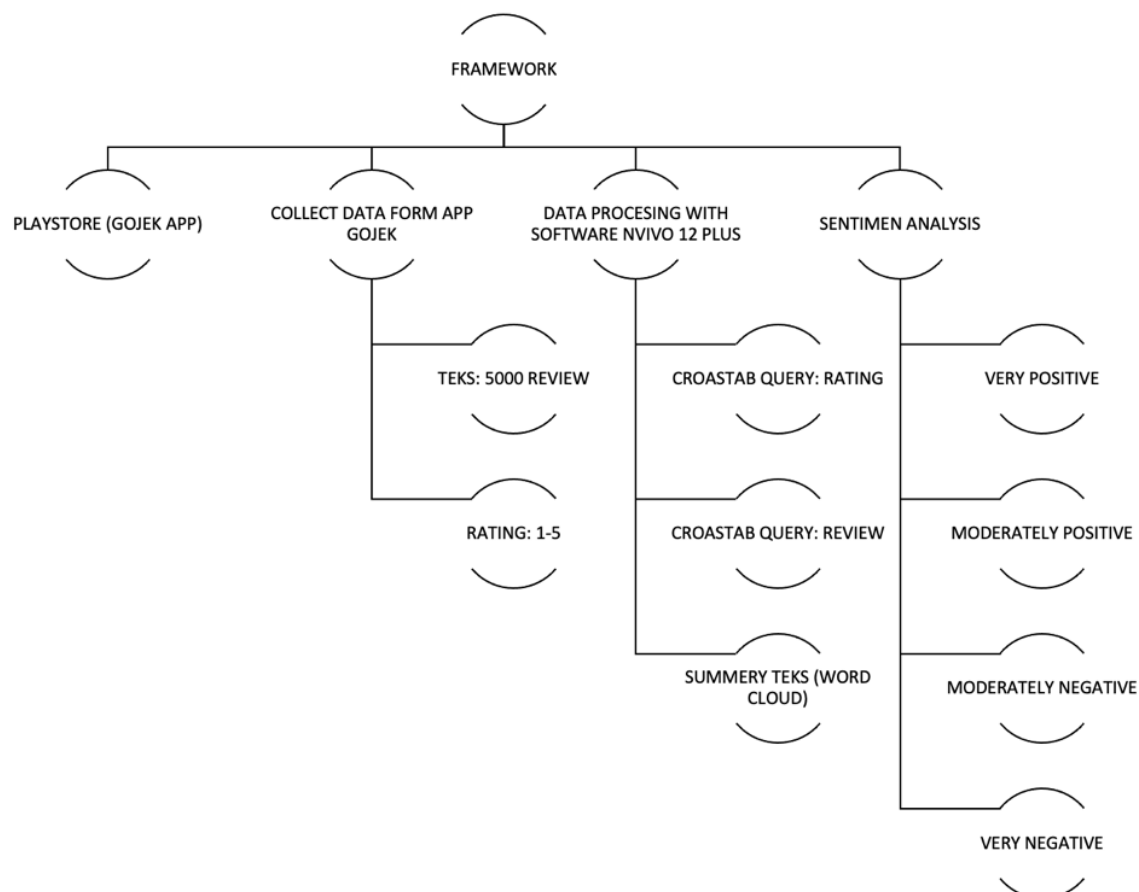 FRAMEWORK
PLAYSTORE (GOJEK APP)
COLLECT DATA FORM APP
GOJEK
DATA PROCESING WITH
SOFTWARE NVIVO 12 PLUS
SENTIMEN ANALYSIS
TEKS: 5000 REVIEW
RATING: 1-5
CROASTAB QUERY: RATING
CROASTAB QUERY: REVIEW
SUMMERY TEKS (WORD
CLOUD)
VERY POSITIVE
MODERATELY POSITIVE
MODERATELY NEGATIVE
VERY NEGATIVE